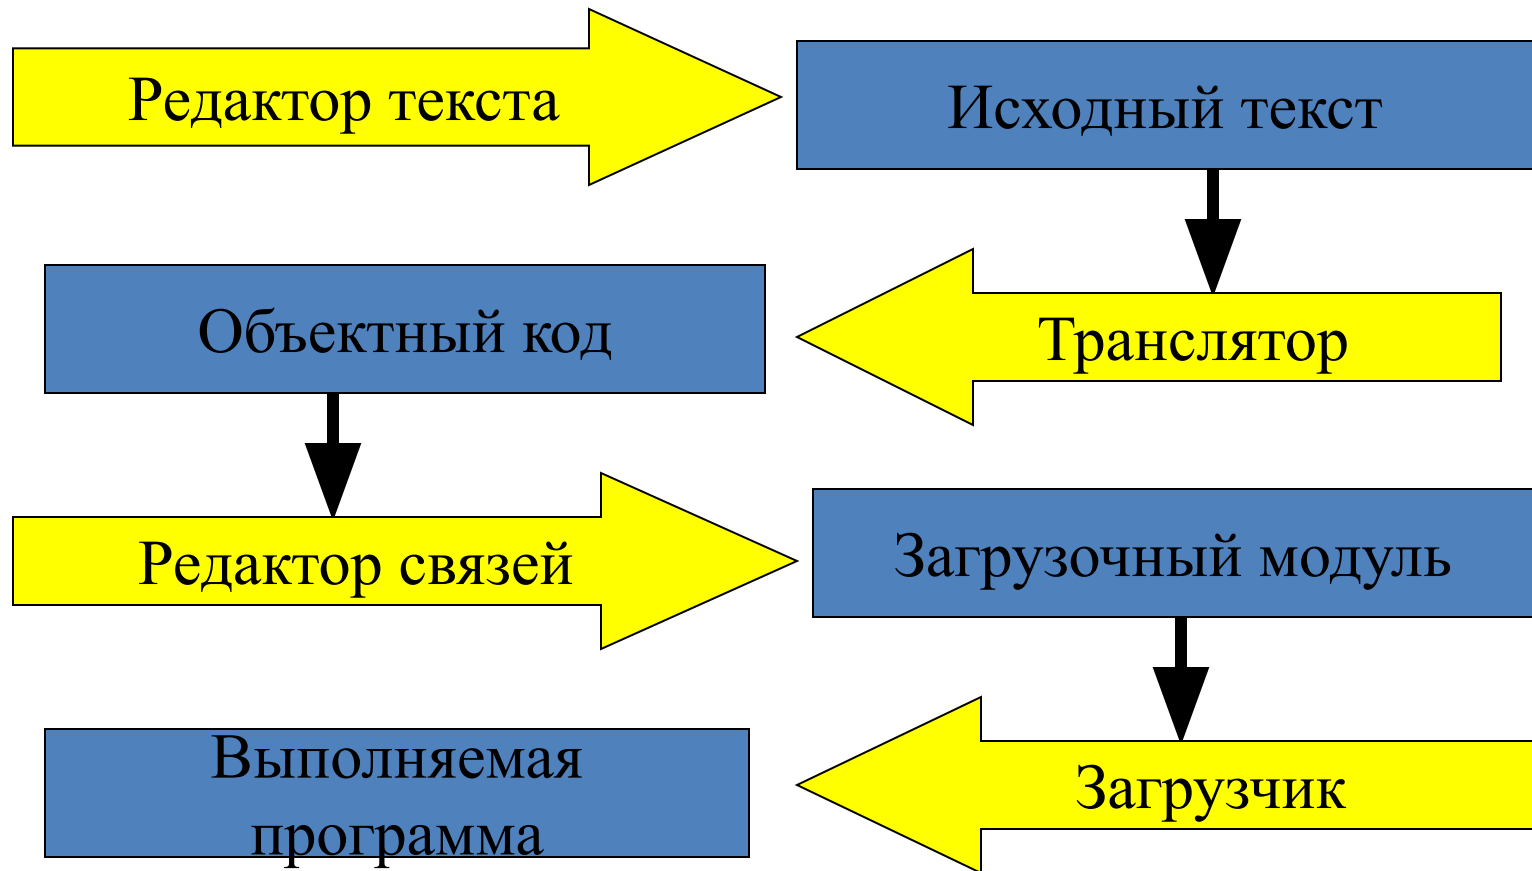 Редактор текста
Исходный текст
Объектный код
Транслятор
Редактор связей
Загрузочный модуль
Выполняемая
программа
Загрузчик